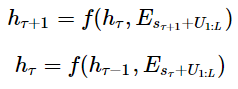 h_{τ+1} = f(h_τ, E_{s_{τ+1}+U_{1:L}})
h_τ = f(h_{τ−1}, E_{s_τ+U_{1:L}})